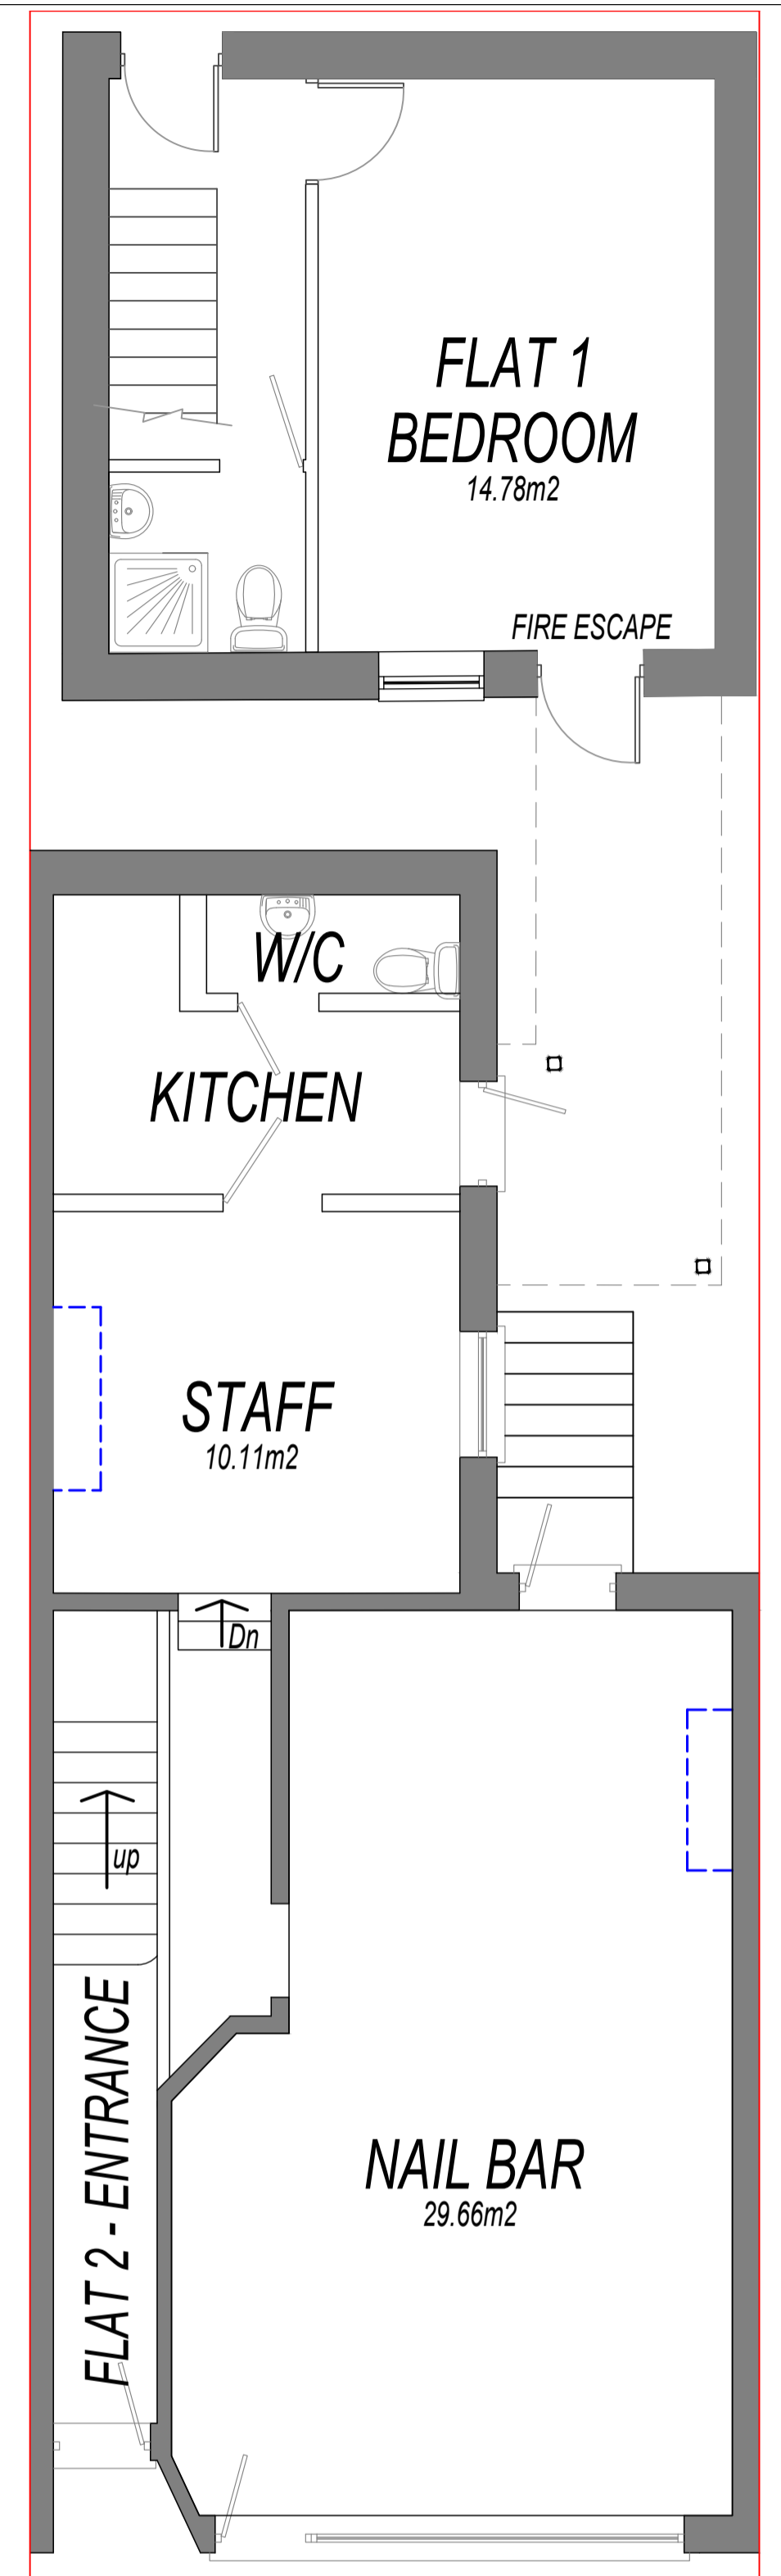 FLAT 1
BEDROOM
14.78m2
FIRE ESCAPE
W/C
KITCHEN
STAFF
10.11m2
Dn
up
FLAT 2 - ENTRANCE
NAIL BAR
29.66m2